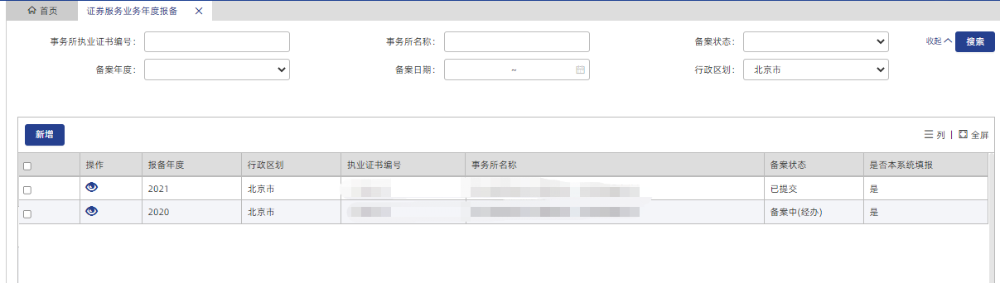 首页 证券服务业务年度报备
事务所执业证书编号： 事务所名称： 备案状态： 收起 搜索
备案年度： 备案日期： ~ 行政区划： 北京市
新增 列 全屏
操作 报备年度 行政区划 执业证书编号 事务所名称 备案状态 是否本系统填报
2021 北京市 已提交 是
2020 北京市 备案中(经办) 是